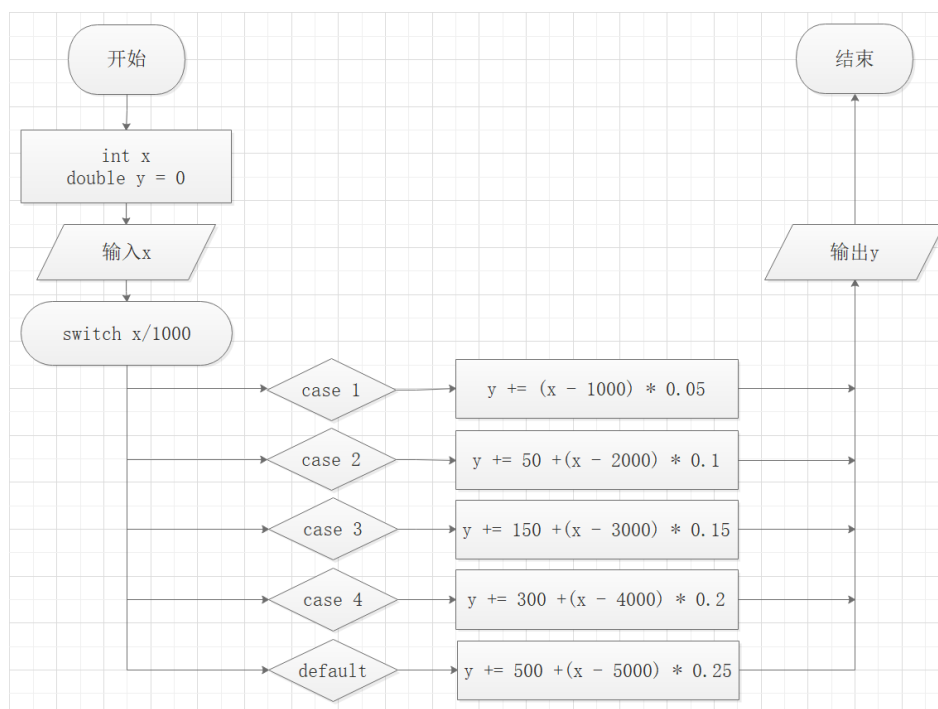 开始
int x
double y = 0
输入x
switch x/1000
case 1
y += (x - 1000) * 0.05
case 2
y += 50 +(x - 2000) * 0.1
case 3
y += 150 +(x - 3000) * 0.15
case 4
y += 300 +(x - 4000) * 0.2
default
y += 500 +(x - 5000) * 0.25
输出y
结束